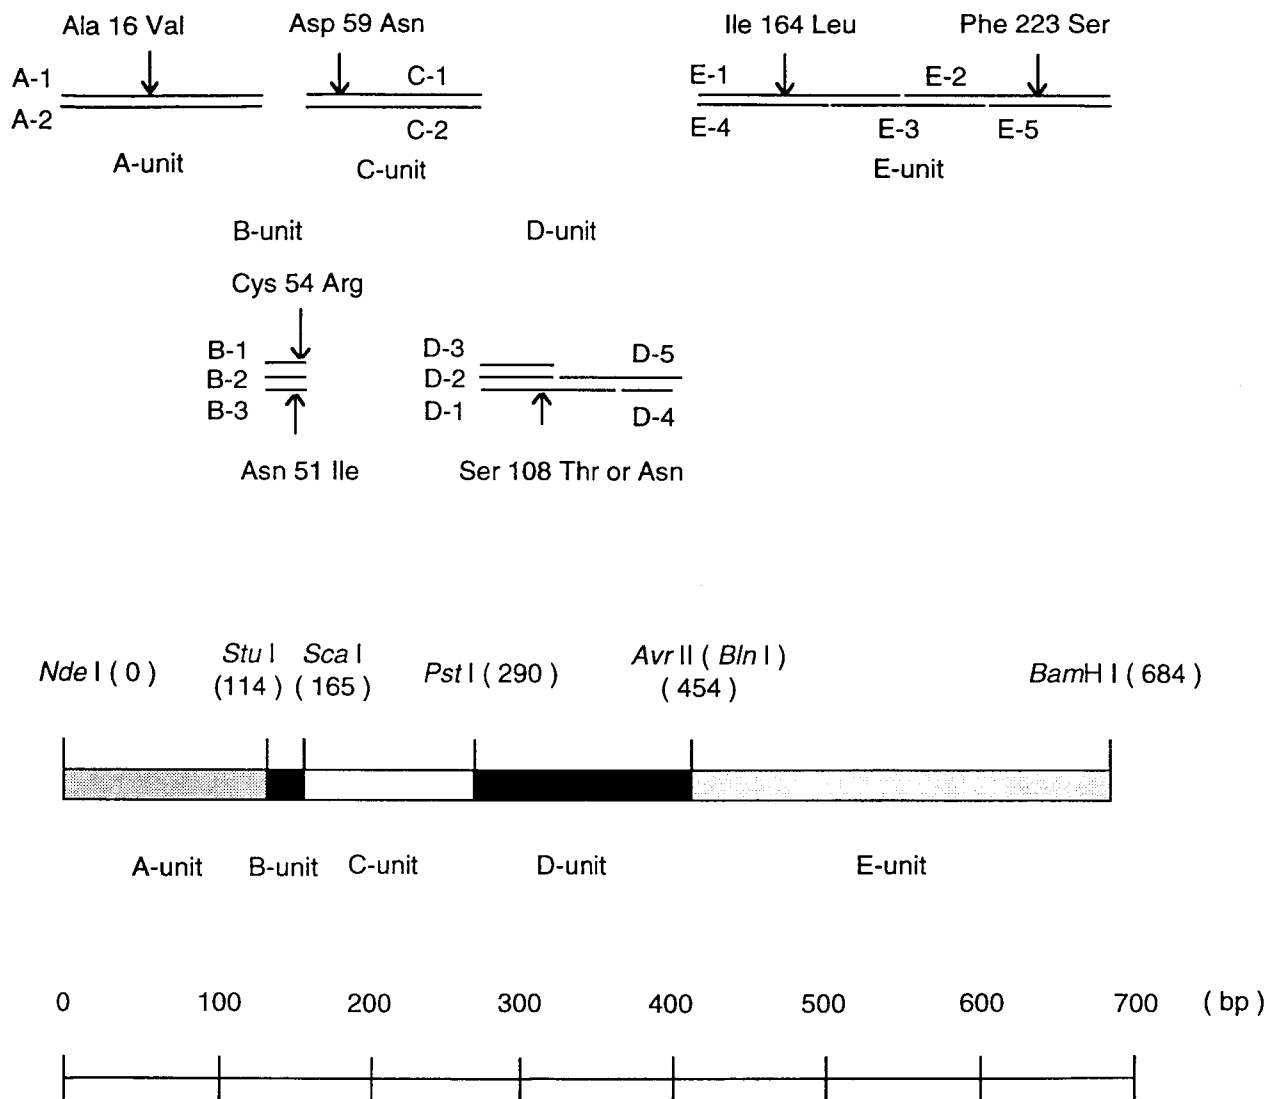 Ala 16 Val
Asp 59 Asn
Ile 164 Leu
Phe 223 Ser
A-1
C-1
E-1
E-2
A-2
C-2
E-4
E-3
E-5
A-unit
C-unit
E-unit
B-unit
D-unit
Cys 54 Arg
B-1
D-3
D-5
B-2
D-2
B-3
D-1
D-4
Asn 51 Ile
Ser 108 Thr or Asn
Nde I ( 0 )
Stu I
(114 )
Sca I
( 165 )
Pst I ( 290 )
Avr II ( Bln I )
( 454 )
BamH I ( 684 )
A-unit
B-unit
C-unit
D-unit
E-unit
0 100 200 300 400 500 600 700 ( bp )